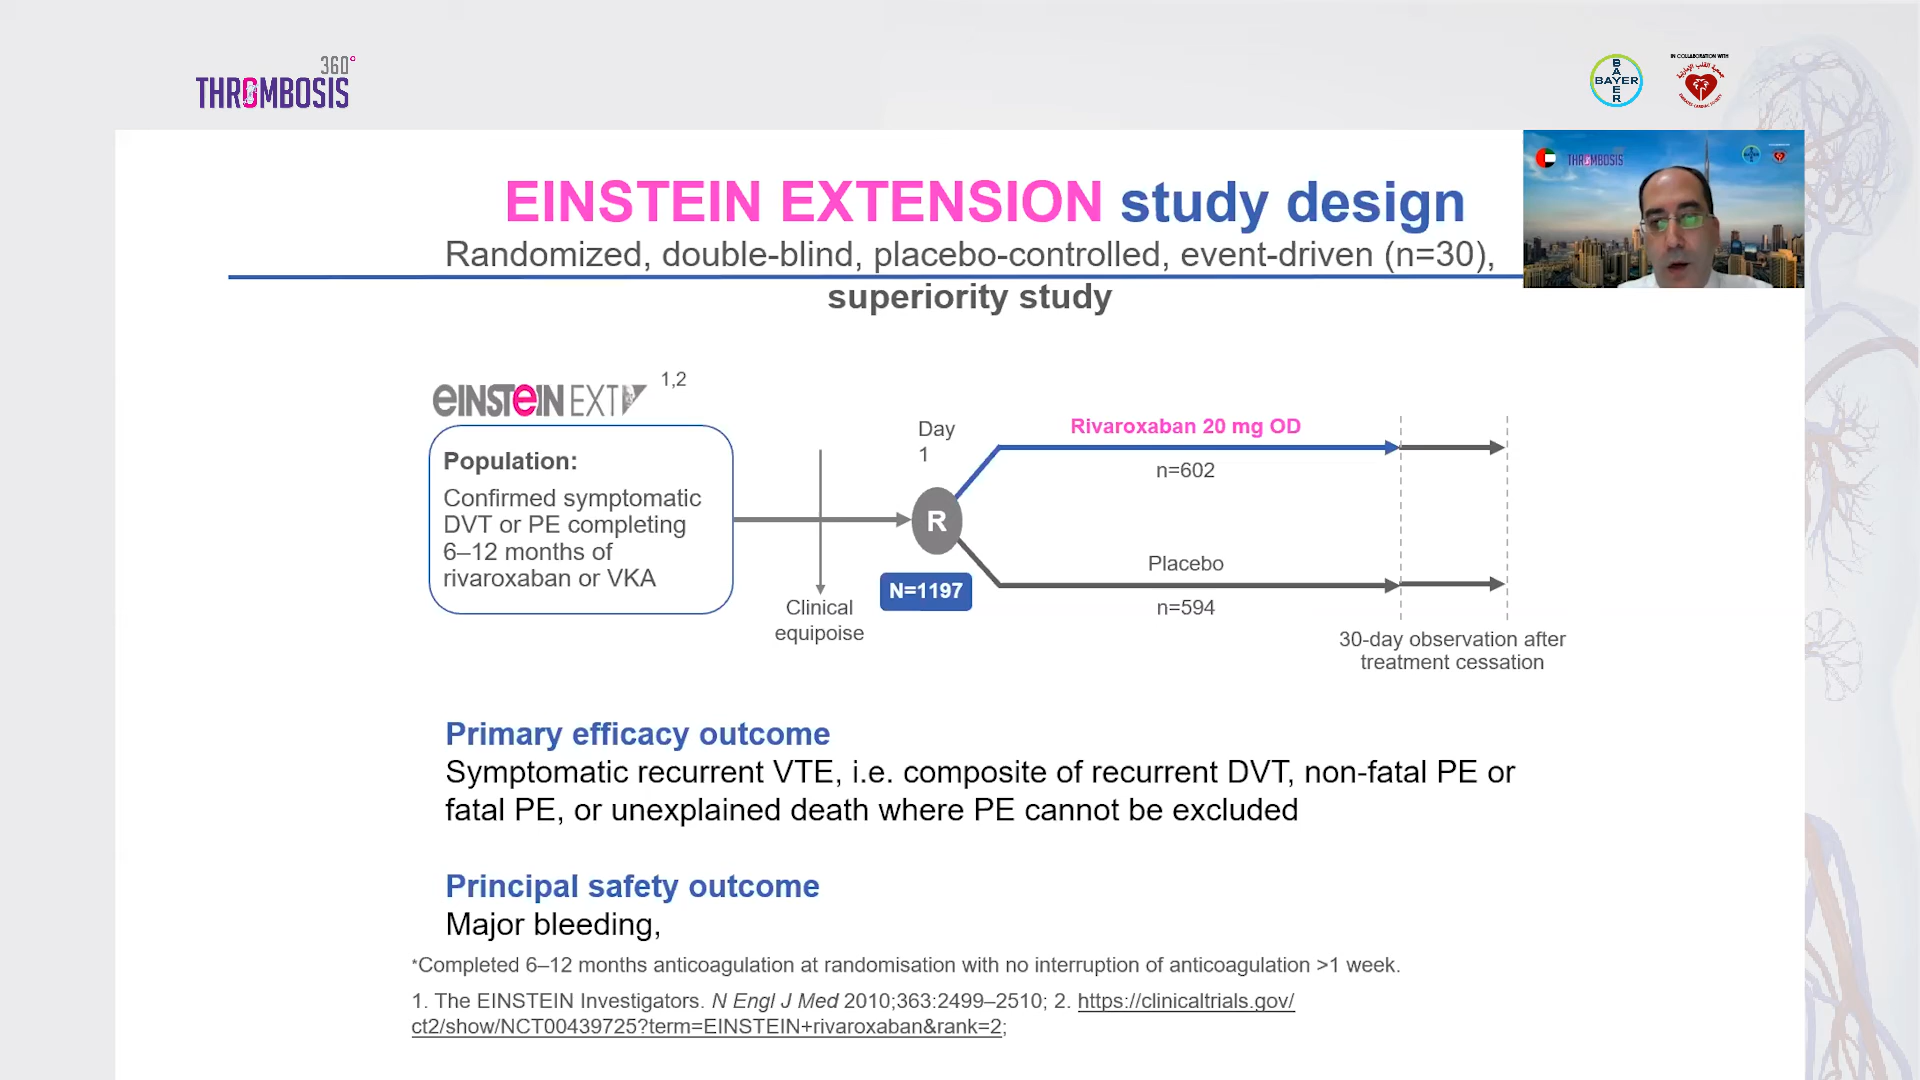 360°
THROMBOSIS
BAYER
BAYER
IN COLLABORATION WITH
THROMBOSIS
EINSTEIN EXTENSION study design
Randomized, double-blind, placebo-controlled, event-driven (n=30),
superiority study
eINSTeIN EXT 1,2
Population:
Confirmed symptomatic
DVT or PE completing
6–12 months of
rivaroxaban or VKA
Clinical
equipoise
Day
1
R
N=1197
Rivaroxaban 20 mg OD
n=602
Placebo
n=594
30-day observation after
treatment cessation
Primary efficacy outcome
Symptomatic recurrent VTE, i.e. composite of recurrent DVT, non-fatal PE or
fatal PE, or unexplained death where PE cannot be excluded
Principal safety outcome
Major bleeding,
*Completed 6–12 months anticoagulation at randomisation with no interruption of anticoagulation >1 week.
1. The EINSTEIN Investigators. N Engl J Med 2010;363:2499–2510; 2. https://clinicaltrials.gov/
ct2/show/NCT00439725?term=EINSTEIN+rivaroxaban&rank=2;